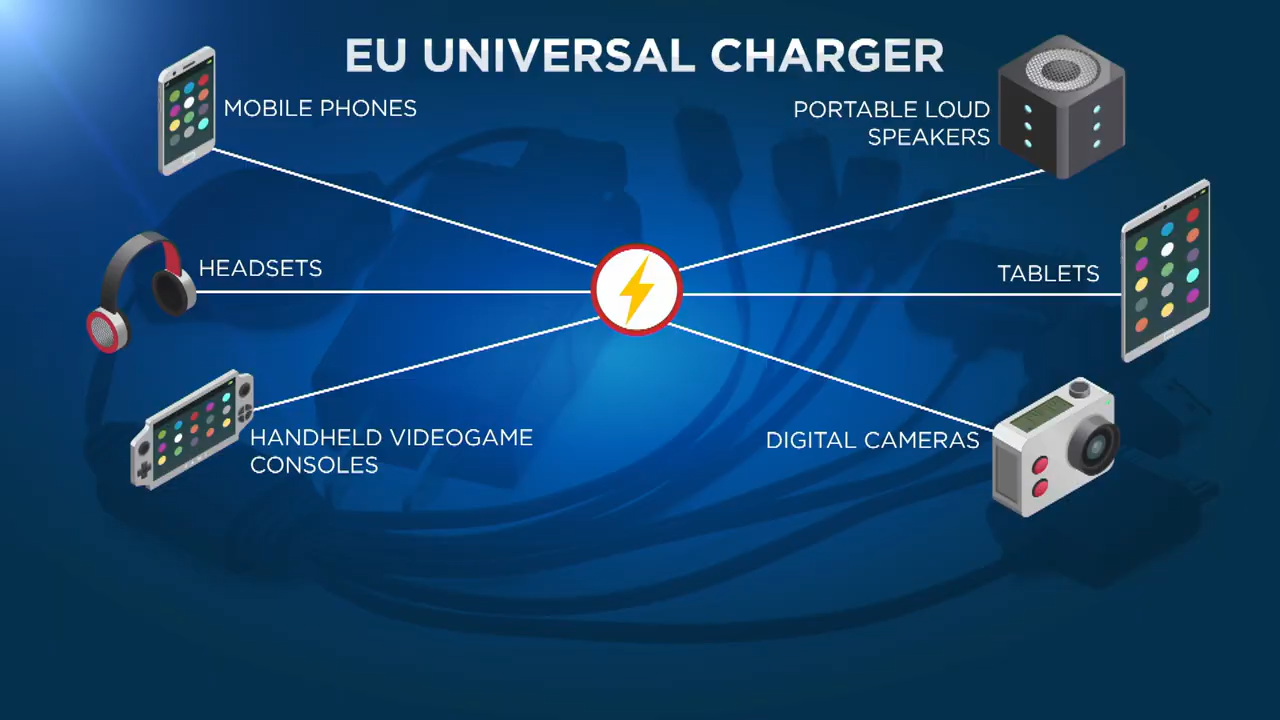 EU UNIVERSAL CHARGER
MOBILE PHONES
PORTABLE LOUD
SPEAKERS
HEADSETS
TABLETS
HANDHELD VIDEOGAME
CONSOLES
DIGITAL CAMERAS